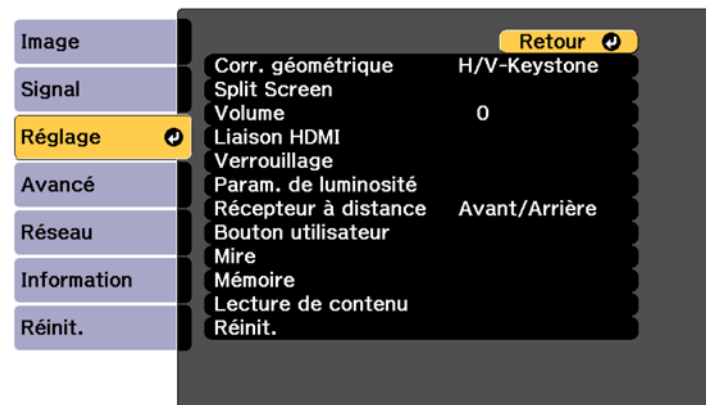 Image
Signal
Réglage
Avancé
Réseau
Information
Réinit.
Retour
Corr. géométrique H/V-Keystone
Split Screen
Volume 0
Liaison HDMI
Verrouillage
Param. de luminosité
Récepteur à distance Avant/Arrière
Bouton utilisateur
Mire
Mémoire
Lecture de contenu
Réinit.